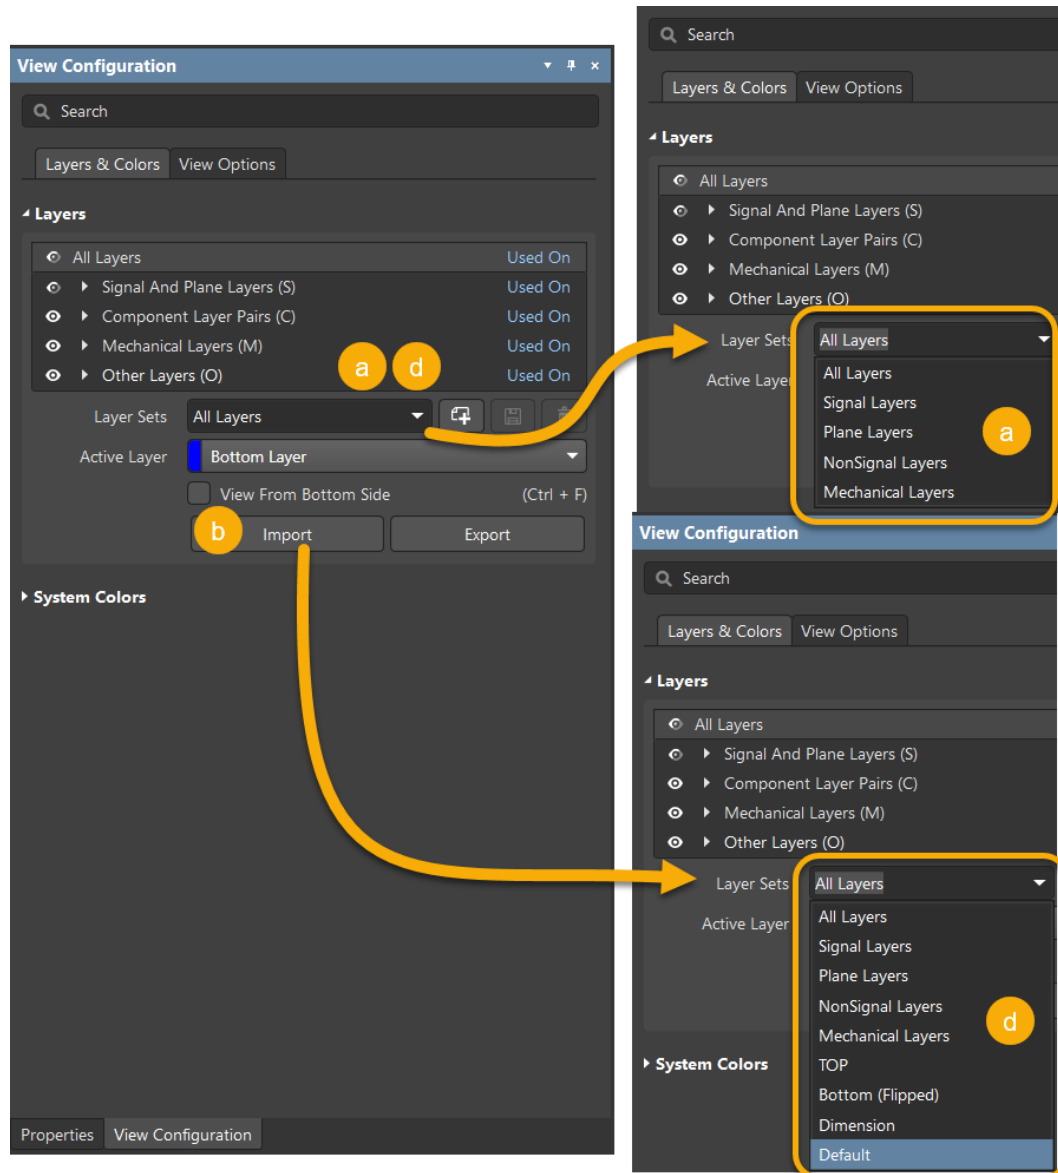 View Configuration
Search
Layers & Colors View Options
Layers
All Layers Used On
Signal And Plane Layers (S) Used On
Component Layer Pairs (C) Used On
Mechanical Layers (M) Used On
Other Layers (O) Used On
a d
Layer Sets All Layers
Active Layer Bottom Layer
View From Bottom Side (Ctrl + F)
b Import Export
System Colors
Properties View Configuration
Search
Layers & Colors View Options
Layers
All Layers
Signal And Plane Layers (S)
Component Layer Pairs (C)
Mechanical Layers (M)
Other Layers (O)
Layer Sets All Layers
Active Layer All Layers
Signal Layers
Plane Layers a
NonSignal Layers
Mechanical Layers
View Configuration
Search
Layers & Colors View Options
Layers
All Layers
Signal And Plane Layers (S)
Component Layer Pairs (C)
Mechanical Layers (M)
Other Layers (O)
Layer Sets All Layers
Active Layer All Layers
Signal Layers
Plane Layers
NonSignal Layers d
Mechanical Layers
System Colors TOP
Bottom (Flipped)
Dimension
Default